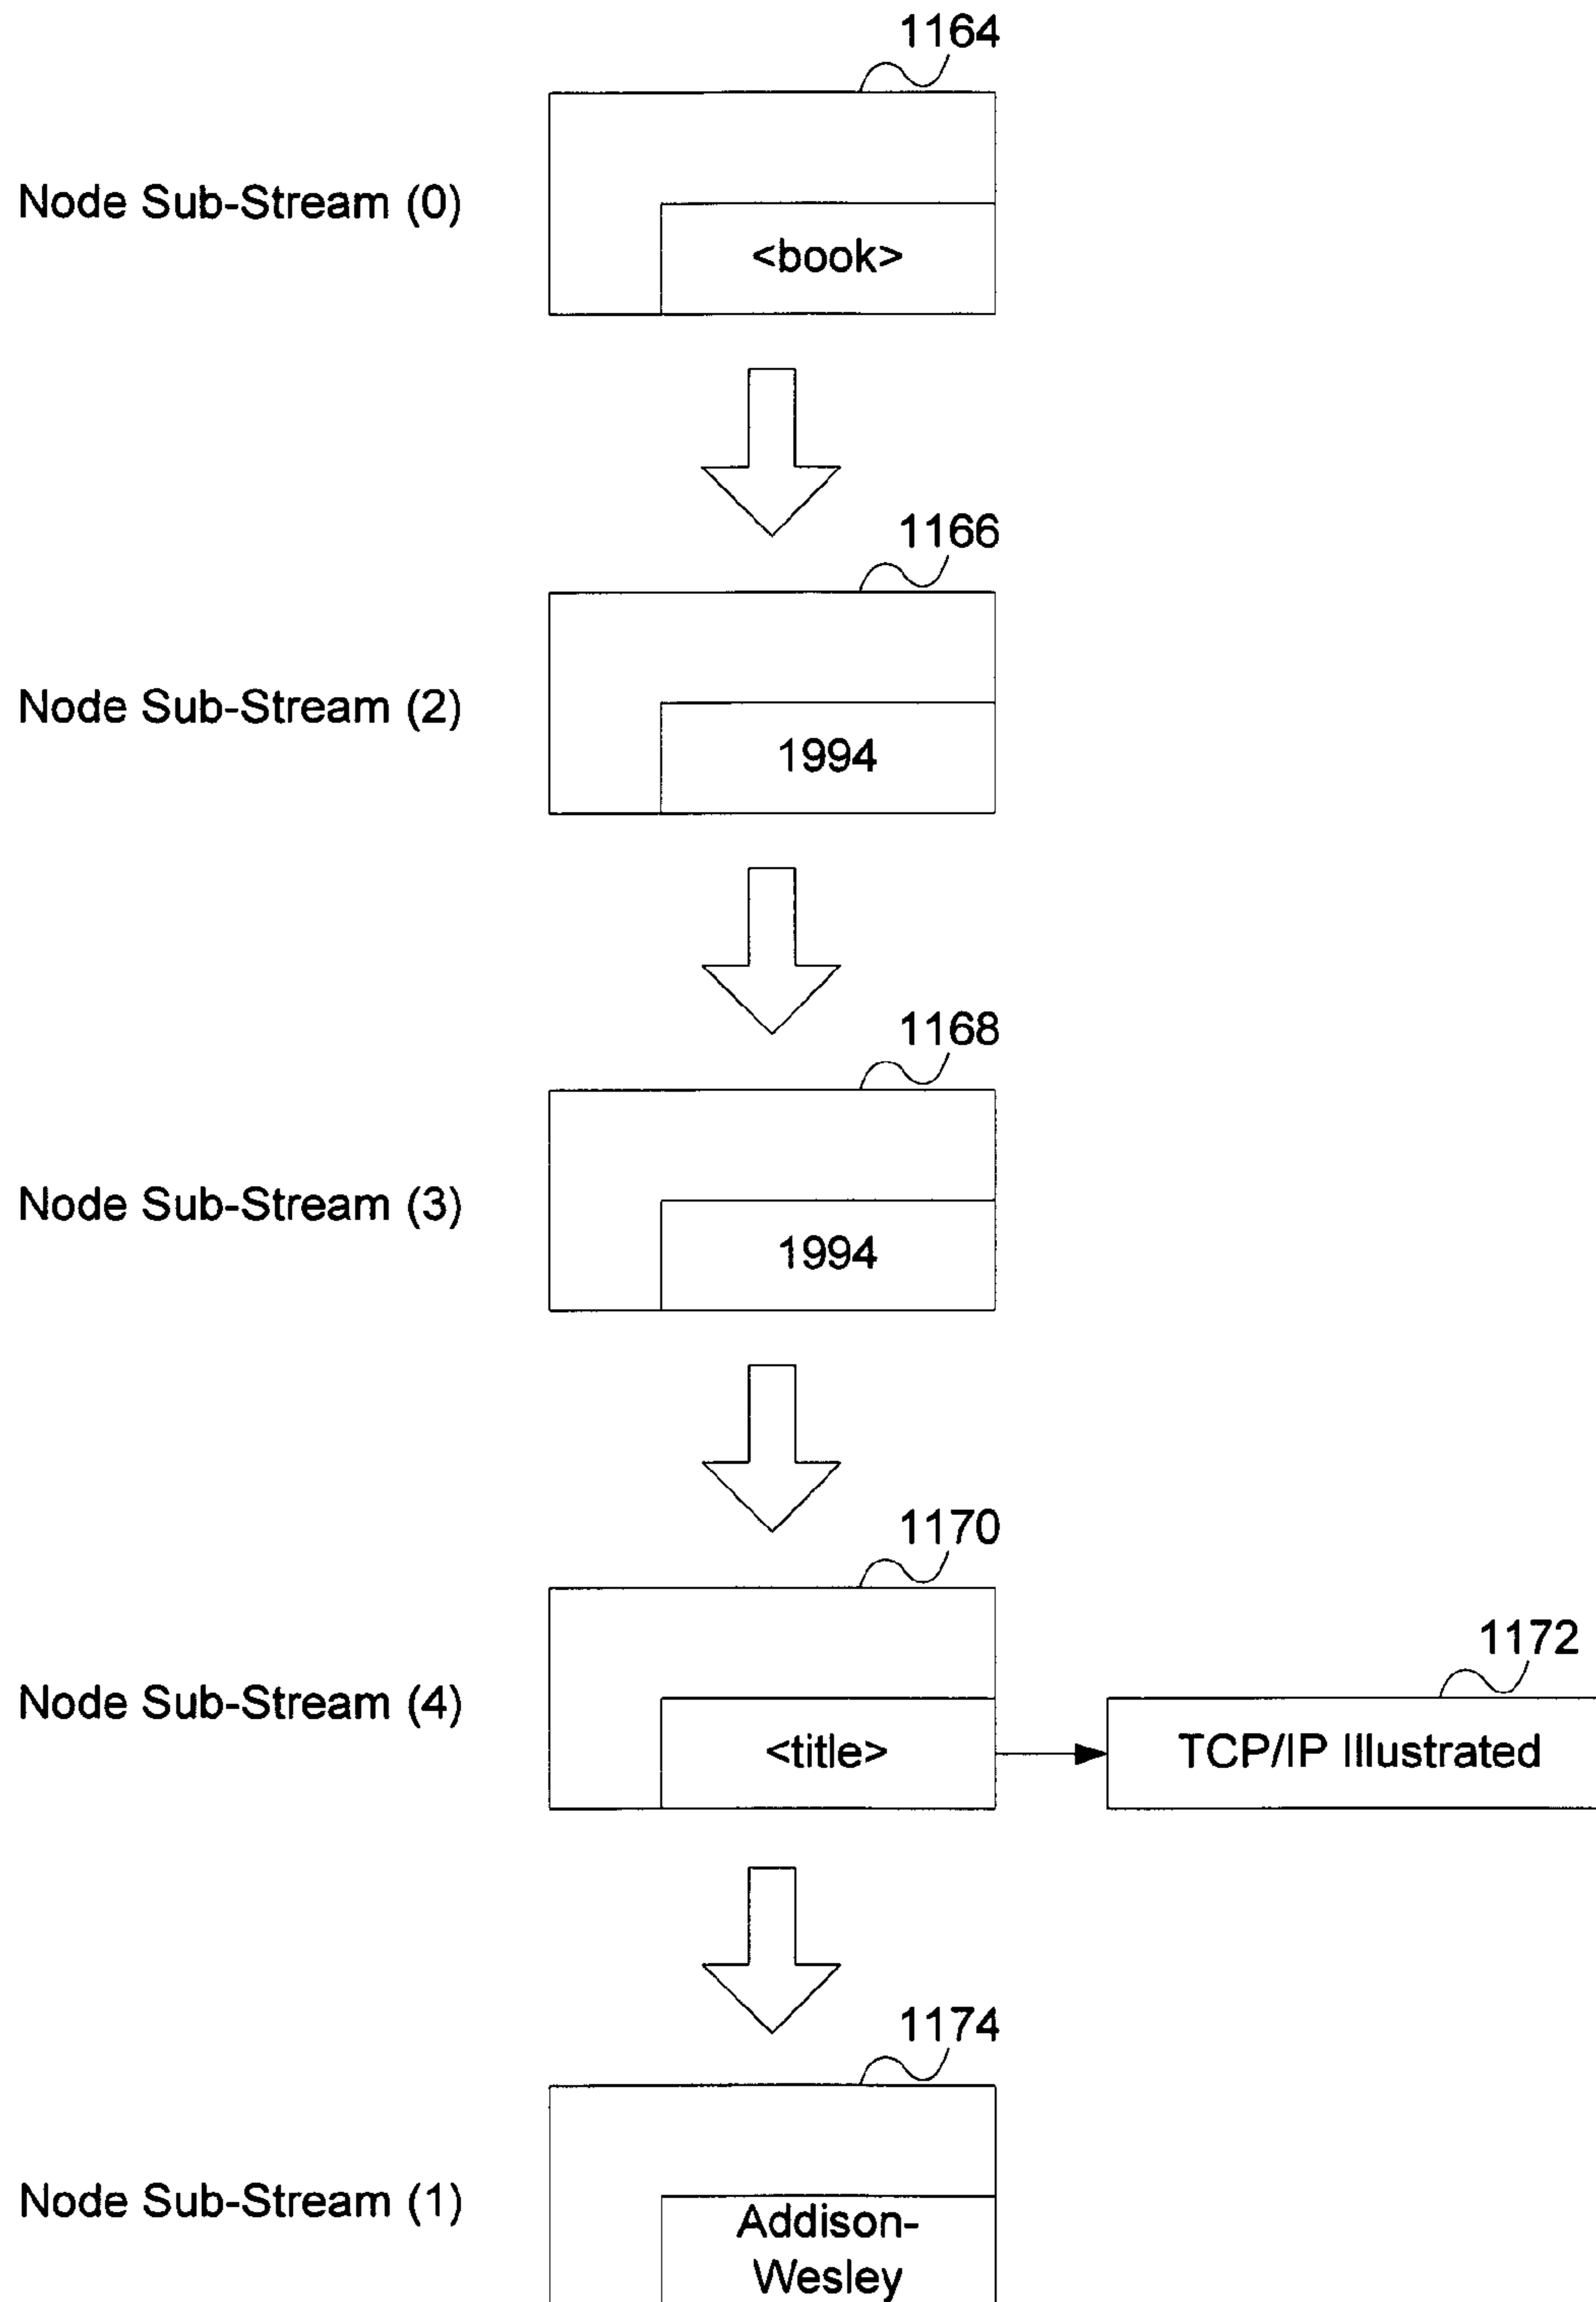 1164
Node Sub-Stream (0)
<book>
1166
Node Sub-Stream (2)
1994
1168
Node Sub-Stream (3)
1994
1170
1172
Node Sub-Stream (4)
<title>
TCP/IP Illustrated
1174
Node Sub-Stream (1)
Addison-
Wesley